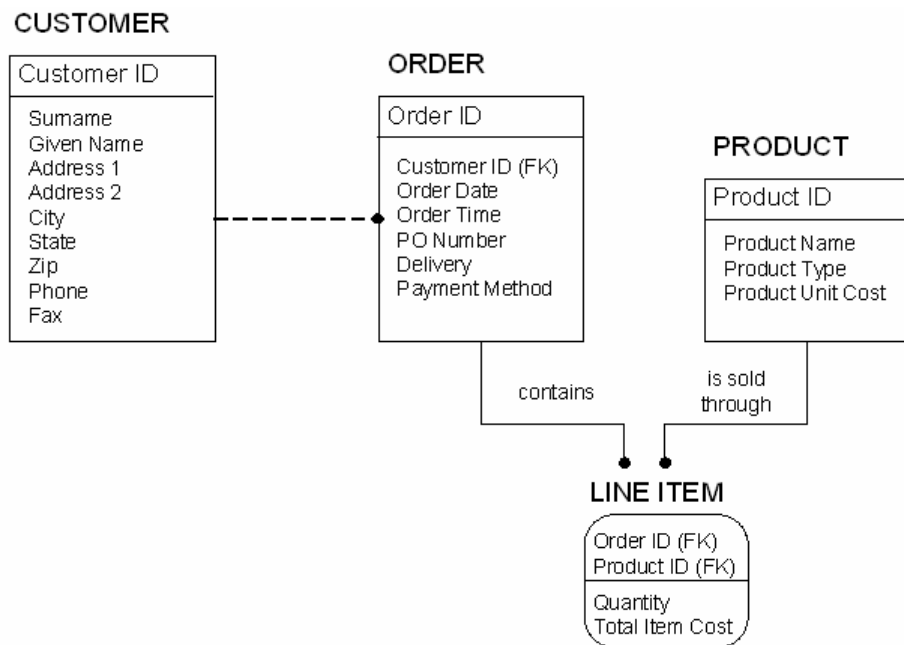 CUSTOMER
Customer ID
Surname
Given Name
Address 1
Address 2
City
State
Zip
Phone
Fax
ORDER
Order ID
Customer ID (FK)
Order Date
Order Time
PO Number
Delivery
Payment Method
PRODUCT
Product ID
Product Name
Product Type
Product Unit Cost
contains
is sold
through
LINE ITEM
Order ID (FK)
Product ID (FK)
Quantity
Total Item Cost